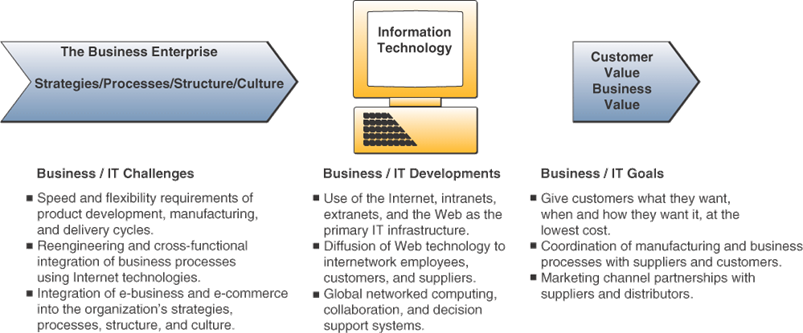 The Business Enterprise
Strategies/Processes/Structure/Culture
Information
Technology
Customer
Value
Business
Value
Business / IT Challenges
■ Speed and flexibility requirements of
product development, manufacturing,
and delivery cycles.
■ Reengineering and cross-functional
integration of business processes
using Internet technologies.
■ Integration of e-business and e-commerce
into the organization's strategies,
processes, structure, and culture.
Business / IT Developments
■ Use of the Internet, intranets,
extranets, and the Web as the
primary IT infrastructure.
■ Diffusion of Web technology to
internetwork employees,
customers, and suppliers.
■ Global networked computing,
collaboration, and decision
support systems.
Business / IT Goals
■ Give customers what they want,
when and how they want it, at the
lowest cost.
■ Coordination of manufacturing and business
processes with suppliers and customers.
■ Marketing channel partnerships with
suppliers and distributors.